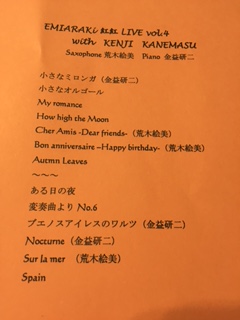 EMIARAKi 虹虹 LIVE vol.4
with KENJI KANEMASU
Saxophone 荒木絵美 Piano 金益研二
小さなミロンガ（金益研二）
小さなオルゴール
My romance
How high the Moon
Cher Amis -Dear friends-（荒木絵美）
Bon anniversaire –Happy birthday-（荒木絵美）
Autmn Leaves
～～～
ある日の夜
変奏曲より No.6
ブエノスアイレスのワルツ（金益研二）
Nocturne（金益研二）
Sur la mer （荒木絵美）
Spain